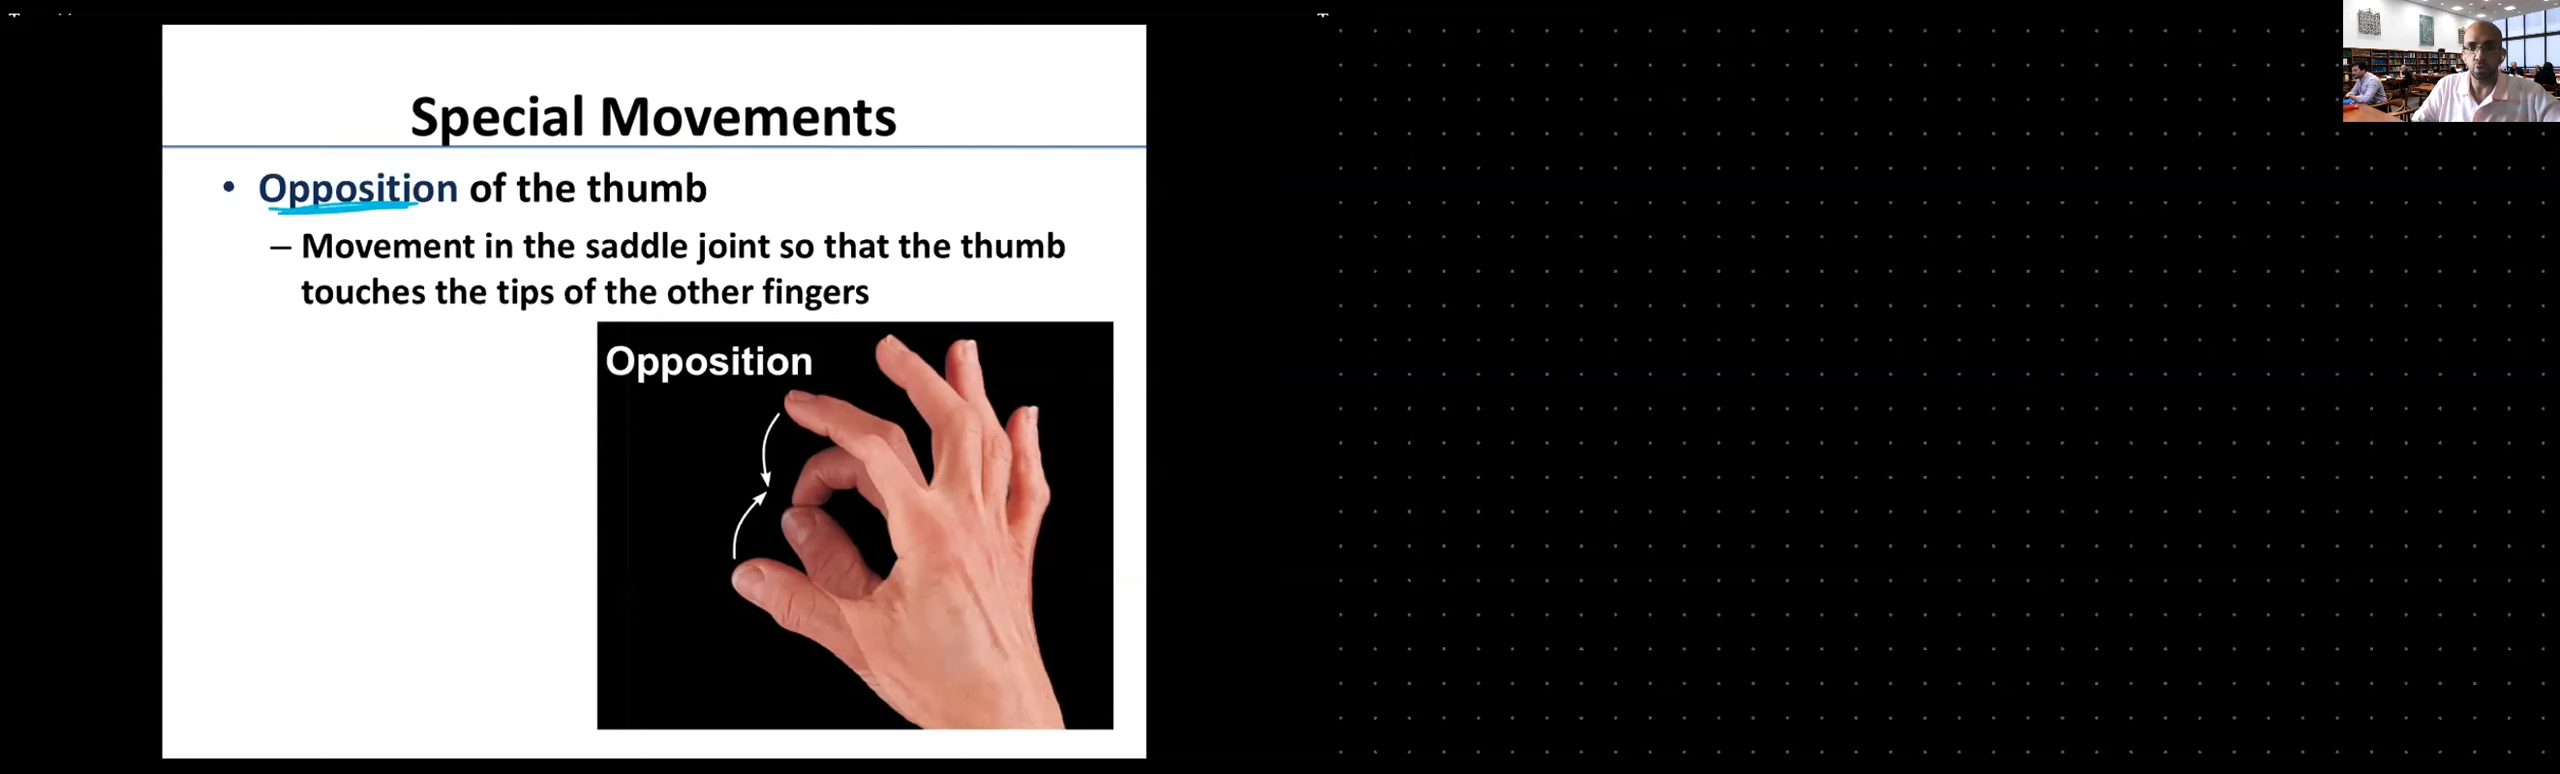 Special Movements
• Opposition of the thumb
– Movement in the saddle joint so that the thumb
touches the tips of the other fingers
Opposition